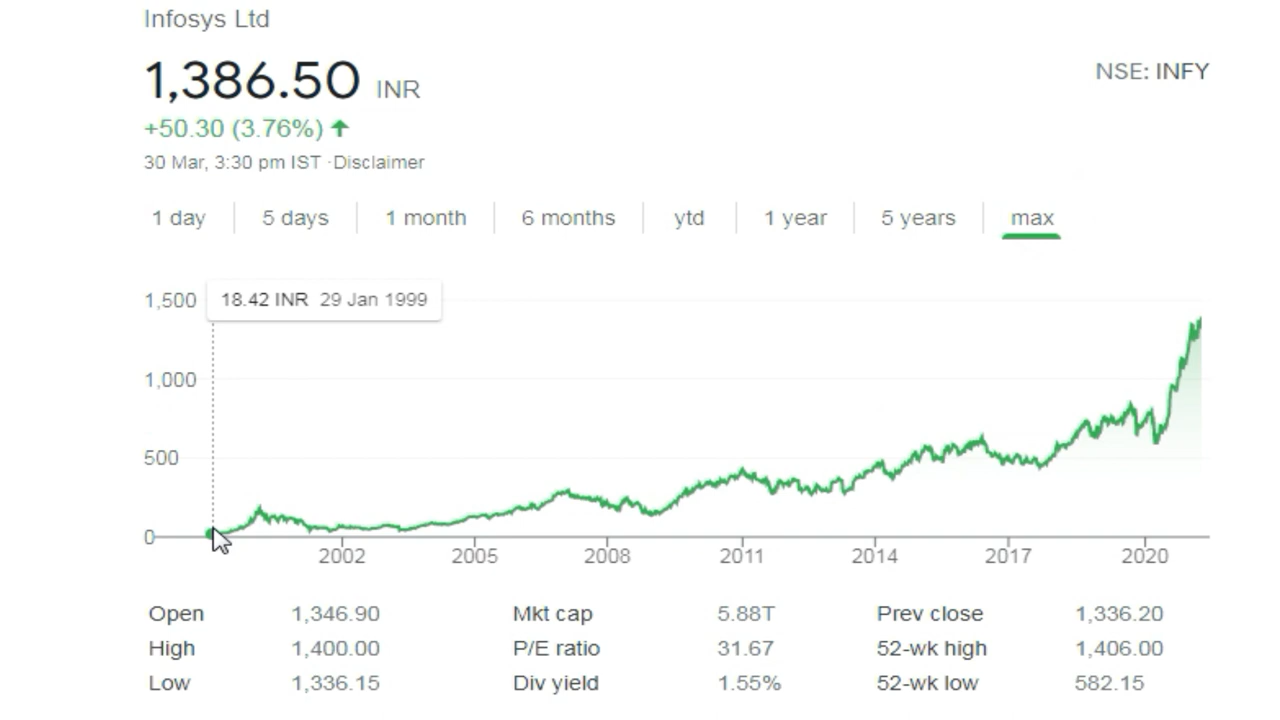 Infosys Ltd
1,386.50 INR
NSE: INFY
+50.30 (3.76%) ↑
30 Mar, 3:30 pm IST ·Disclaimer
1 day 5 days 1 month 6 months ytd 1 year 5 years max
18.42 INR 29 Jan 1999
1,500
1,000
500
0
2002 2005 2008 2011 2014 2017 2020
Open 1,346.90 Mkt cap 5.88T Prev close 1,336.20
High 1,400.00 P/E ratio 31.67 52-wk high 1,406.00
Low 1,336.15 Div yield 1.55% 52-wk low 582.15